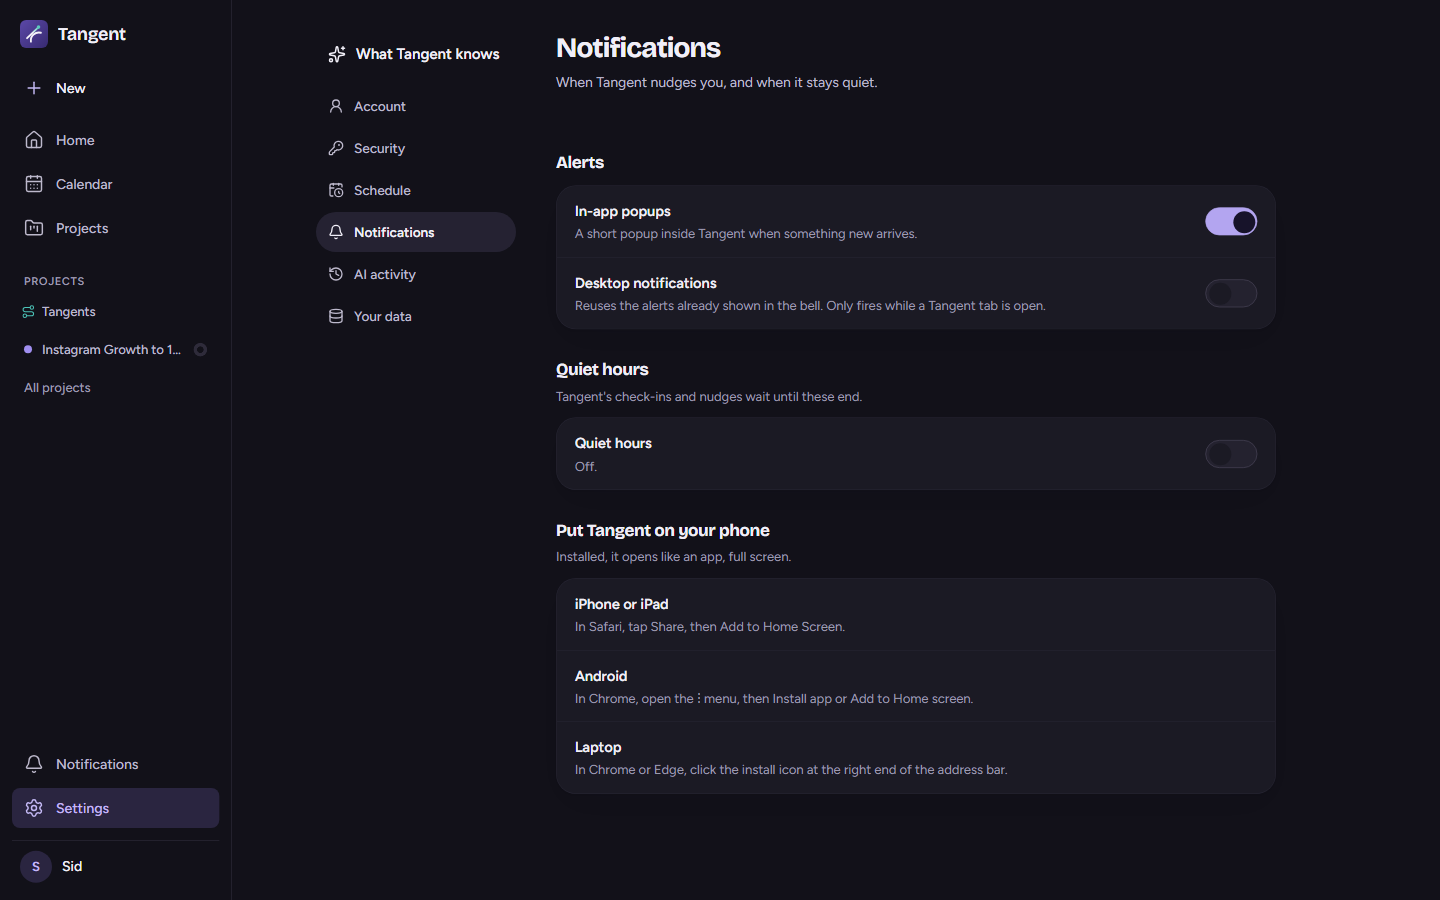 Tangent
New
Home
Calendar
Projects
PROJECTS
Tangents
Instagram Growth to 1...
All projects
Notifications
Settings
S
Sid
What Tangent knows
Account
Security
Schedule
Notifications
AI activity
Your data
Notifications
When Tangent nudges you, and when it stays quiet.
Alerts
In-app popups
A short popup inside Tangent when something new arrives.
Desktop notifications
Reuses the alerts already shown in the bell. Only fires while a Tangent tab is open.
Quiet hours
Tangent's check-ins and nudges wait until these end.
Quiet hours
Off.
Put Tangent on your phone
Installed, it opens like an app, full screen.
iPhone or iPad
In Safari, tap Share, then Add to Home Screen.
Android
In Chrome, open the ⋮ menu, then Install app or Add to Home screen.
Laptop
In Chrome or Edge, click the install icon at the right end of the address bar.